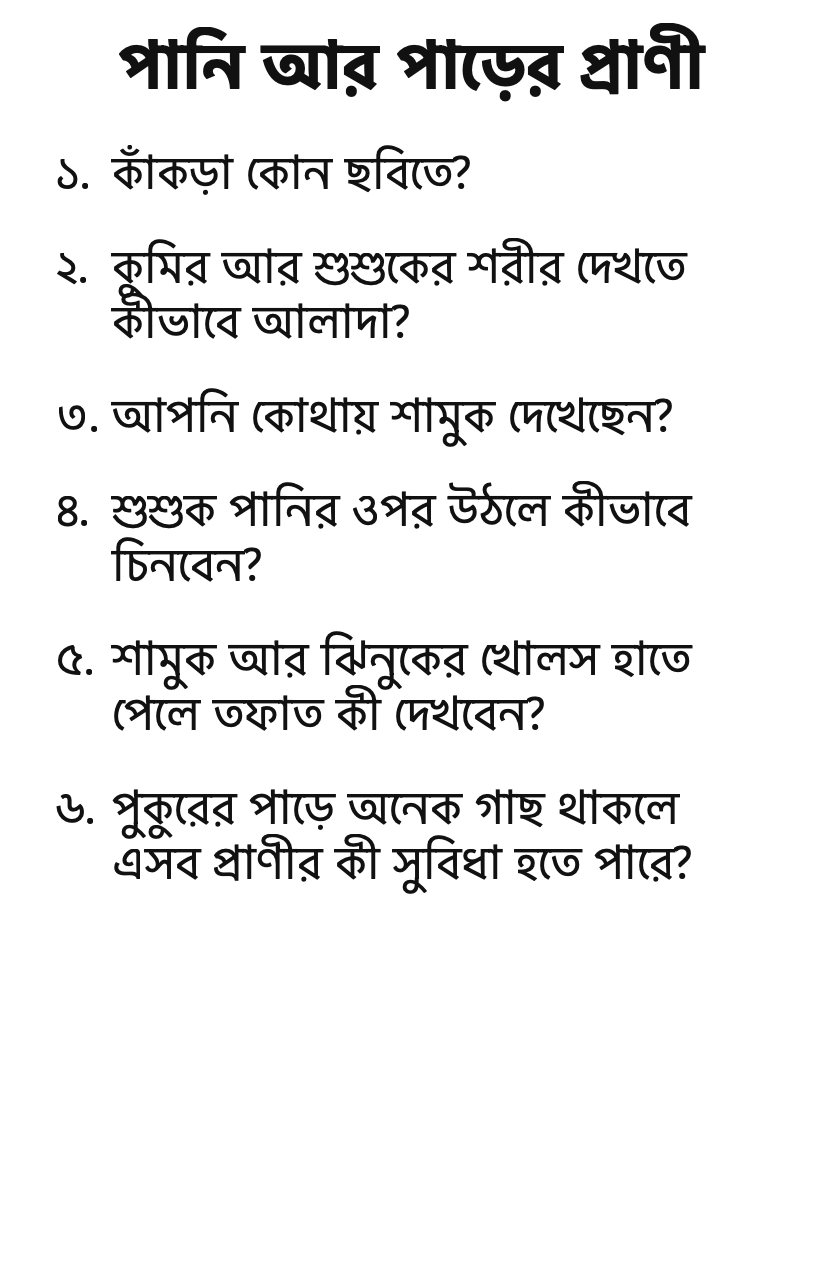 পানি আর পাড়ের প্রাণী
১. কাঁকড়া কোন ছবিতে?
২. কুমির আর শুশুকের শরীর দেখতে
কীভাবে আলাদা?
৩. আপনি কোথায় শামুক দেখেছেন?
৪. শুশুক পানির ওপর উঠলে কীভাবে
চিনবেন?
৫. শামুক আর ঝিনুকের খোলস হাতে
পেলে তফাত কী দেখবেন?
৬. পুকুরের পাড়ে অনেক গাছ থাকলে
এসব প্রাণীর কী সুবিধা হতে পারে?